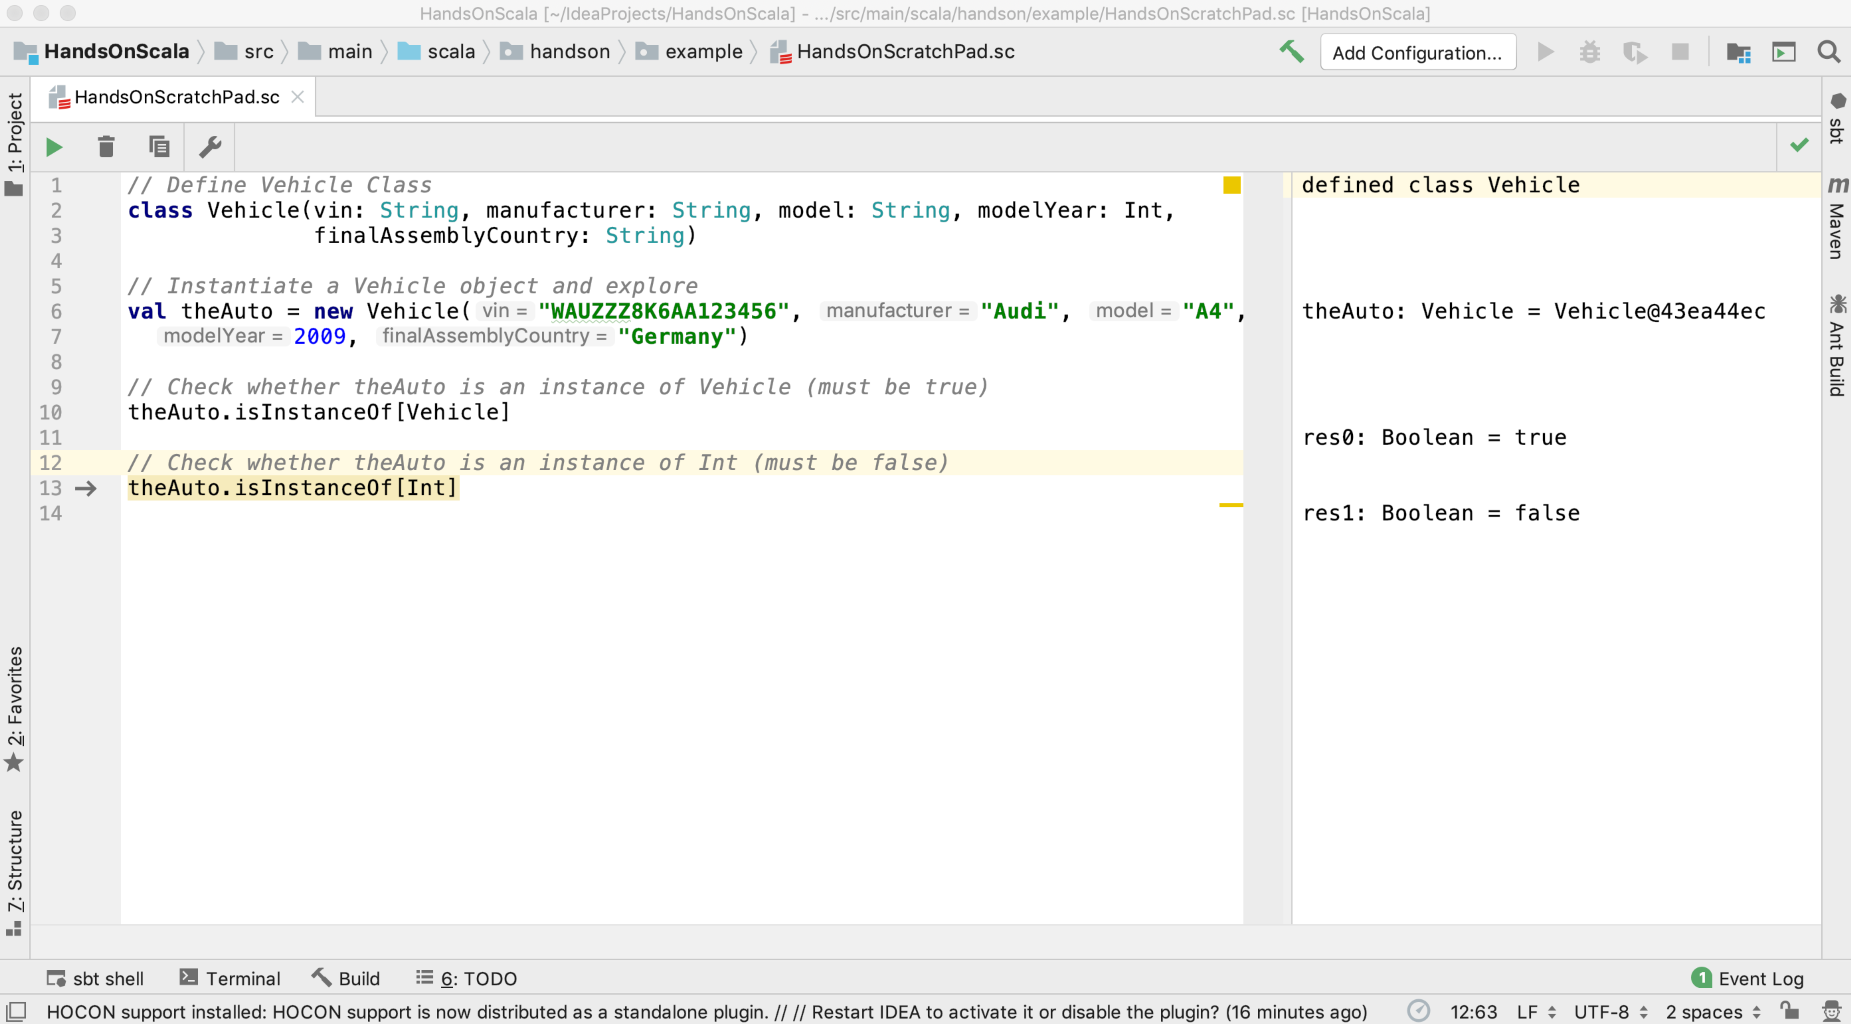 HandsOnScala [~/IdeaProjects/HandsOnScala] - .../src/main/scala/handson/example/HandsOnScratchPad.sc [HandsOnScala]
HandsOnScala src main scala handson example HandsOnScratchPad.sc Add Configuration...
1: Project
HandsOnScratchPad.sc
1 // Define Vehicle Class
2 class Vehicle(vin: String, manufacturer: String, model: String, modelYear: Int,
3 finalAssemblyCountry: String)
4
5 // Instantiate a Vehicle object and explore
6 val theAuto = new Vehicle( vin = "WAUZZZ8K6AA123456", manufacturer = "Audi", model = "A4",
7 modelYear = 2009, finalAssemblyCountry = "Germany")
8
9 // Check whether theAuto is an instance of Vehicle (must be true)
10 theAuto.isInstanceOf[Vehicle]
11
12 // Check whether theAuto is an instance of Int (must be false)
13 theAuto.isInstanceOf[Int]
14
defined class Vehicle
theAuto: Vehicle = Vehicle@43ea44ec
res0: Boolean = true
res1: Boolean = false
sbt
m Maven
Ant Build
2: Favorites
7: Structure
sbt shell Terminal Build 6: TODO 1 Event Log
HOCON support installed: HOCON support is now distributed as a standalone plugin. // // Restart IDEA to activate it or disable the plugin? (16 minutes ago) 12:63 LF UTF-8 2 spaces